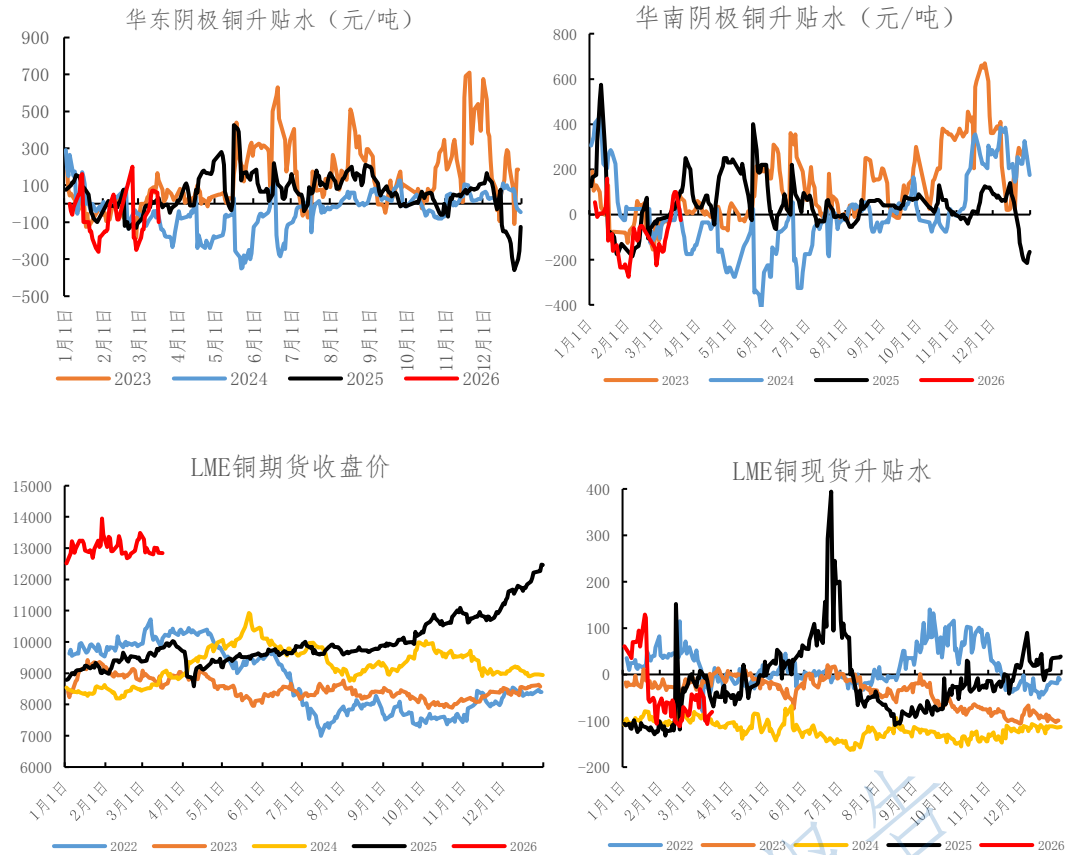 华东阴极铜升贴水（元/吨）
900
700
500
300
100
-100
-300
-500
1月1日
2月1日
3月1日
4月1日
5月1日
6月1日
7月1日
8月1日
9月1日
10月1日
11月1日
12月1日
2023
2024
2025
2026
华南阴极铜升贴水（元/吨）
800
600
400
200
0
-200
-400
1月1日
2月1日
3月1日
4月1日
5月1日
6月1日
7月1日
8月1日
9月1日
10月1日
11月1日
12月1日
2023
2024
2025
2026
LME铜期货收盘价
15000
14000
13000
12000
11000
10000
9000
8000
7000
6000
1月1日
2月1日
3月1日
4月1日
5月1日
6月1日
7月1日
8月1日
9月1日
10月1日
11月1日
12月1日
2022
2023
2024
2025
2026
LME铜现货升贴水
400
300
200
100
0
-100
-200
1月1日
2月1日
3月1日
4月1日
5月1日
6月1日
7月1日
8月1日
9月1日
10月1日
11月1日
12月1日
2022
2023
2024
2025
2026
告